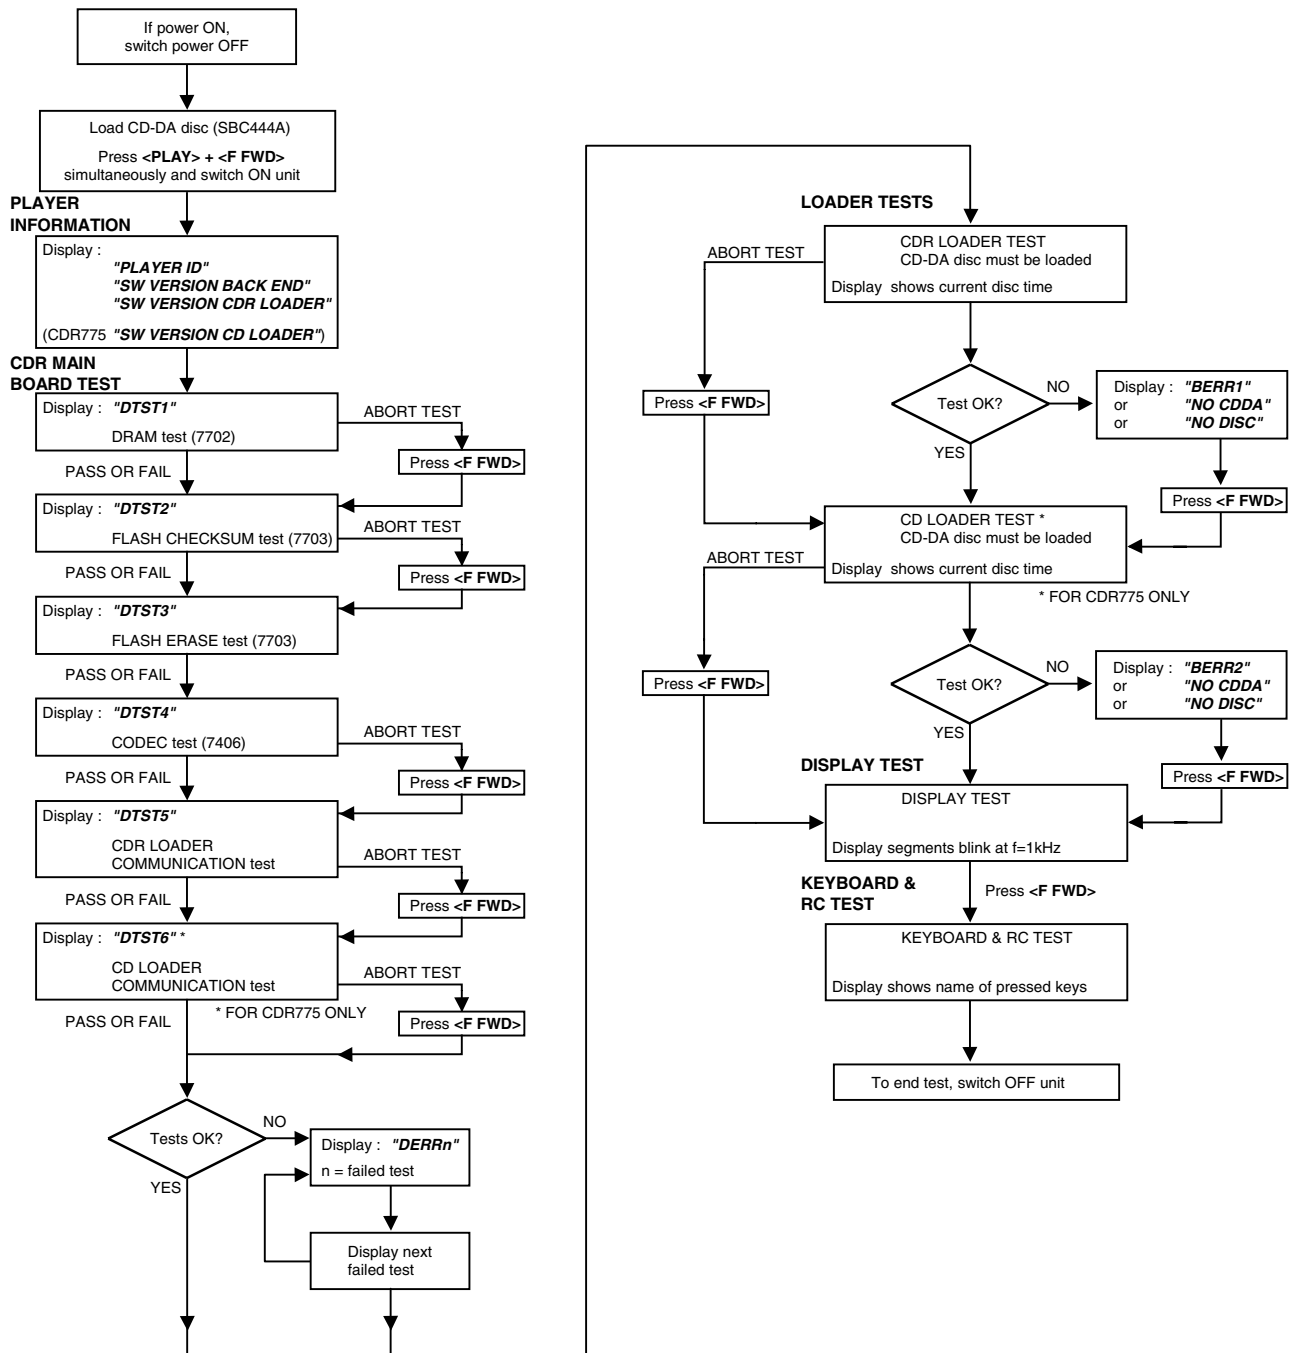 If power ON,
switch power OFF
Load CD-DA disc (SBC444A)
Press <PLAY> + <F FWD>
simultaneously and switch ON unit
PLAYER
INFORMATION
Display :
"PLAYER ID"
"SW VERSION BACK END"
"SW VERSION CDR LOADER"
(CDR775 "SW VERSION CD LOADER")
CDR MAIN
BOARD TEST
Display : "DTST1"
DRAM test (7702)
ABORT TEST
Press <F FWD>
PASS OR FAIL
Display : "DTST2"
FLASH CHECKSUM test (7703)
ABORT TEST
Press <F FWD>
PASS OR FAIL
Display : "DTST3"
FLASH ERASE test (7703)
PASS OR FAIL
Display : "DTST4"
CODEC test (7406)
ABORT TEST
Press <F FWD>
PASS OR FAIL
Display : "DTST5"
CDR LOADER
COMMUNICATION test
ABORT TEST
Press <F FWD>
PASS OR FAIL
Display : "DTST6" *
CD LOADER
COMMUNICATION test
ABORT TEST
* FOR CDR775 ONLY
Press <F FWD>
PASS OR FAIL
Tests OK?
NO
YES
Display : "DERRn"
n = failed test
Display next
failed test
LOADER TESTS
CDR LOADER TEST
CD-DA disc must be loaded
Display shows current disc time
ABORT TEST
Press <F FWD>
Test OK?
NO
YES
Display : "BERR1"
or "NO CDDA"
or "NO DISC"
Press <F FWD>
CD LOADER TEST *
CD-DA disc must be loaded
Display shows current disc time
* FOR CDR775 ONLY
ABORT TEST
Press <F FWD>
Test OK?
NO
YES
Display : "BERR2"
or "NO CDDA"
or "NO DISC"
Press <F FWD>
DISPLAY TEST
DISPLAY TEST
Display segments blink at f=1kHz
KEYBOARD &
RC TEST
Press <F FWD>
KEYBOARD & RC TEST
Display shows name of pressed keys
To end test, switch OFF unit